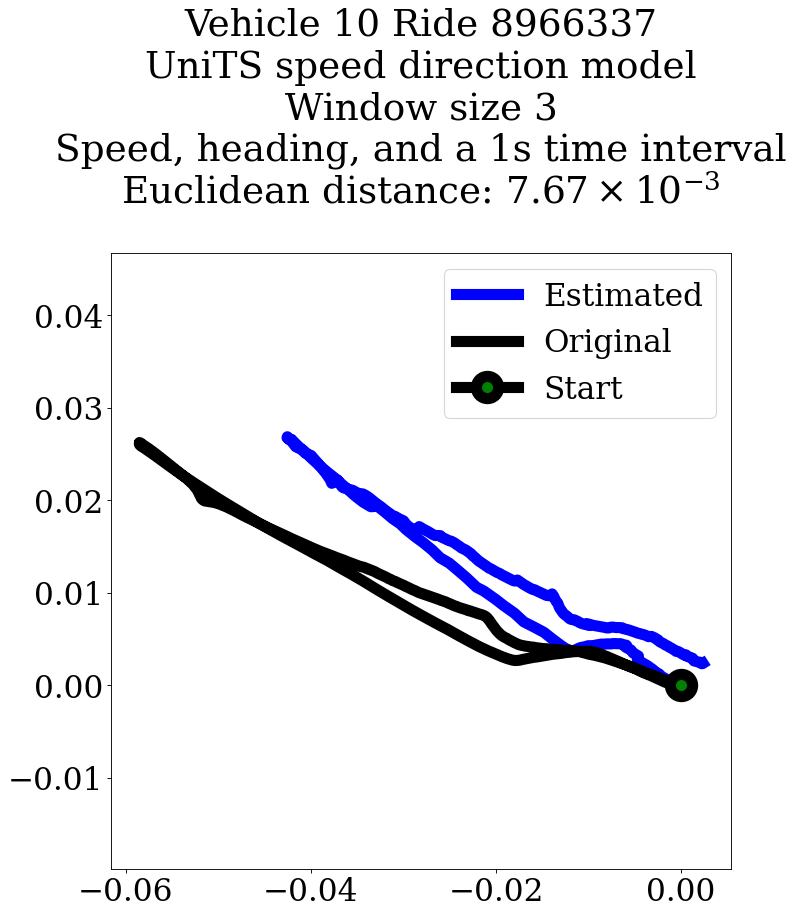 Vehicle 10 Ride 8966337
UniTS speed direction model
Window size 3
Speed, heading, and a 1s time interval
Euclidean distance: 7.67 × 10⁻³
Estimated
Original
Start
0.04
0.03
0.02
0.01
0.00
−0.01
−0.06
−0.04
−0.02
0.00